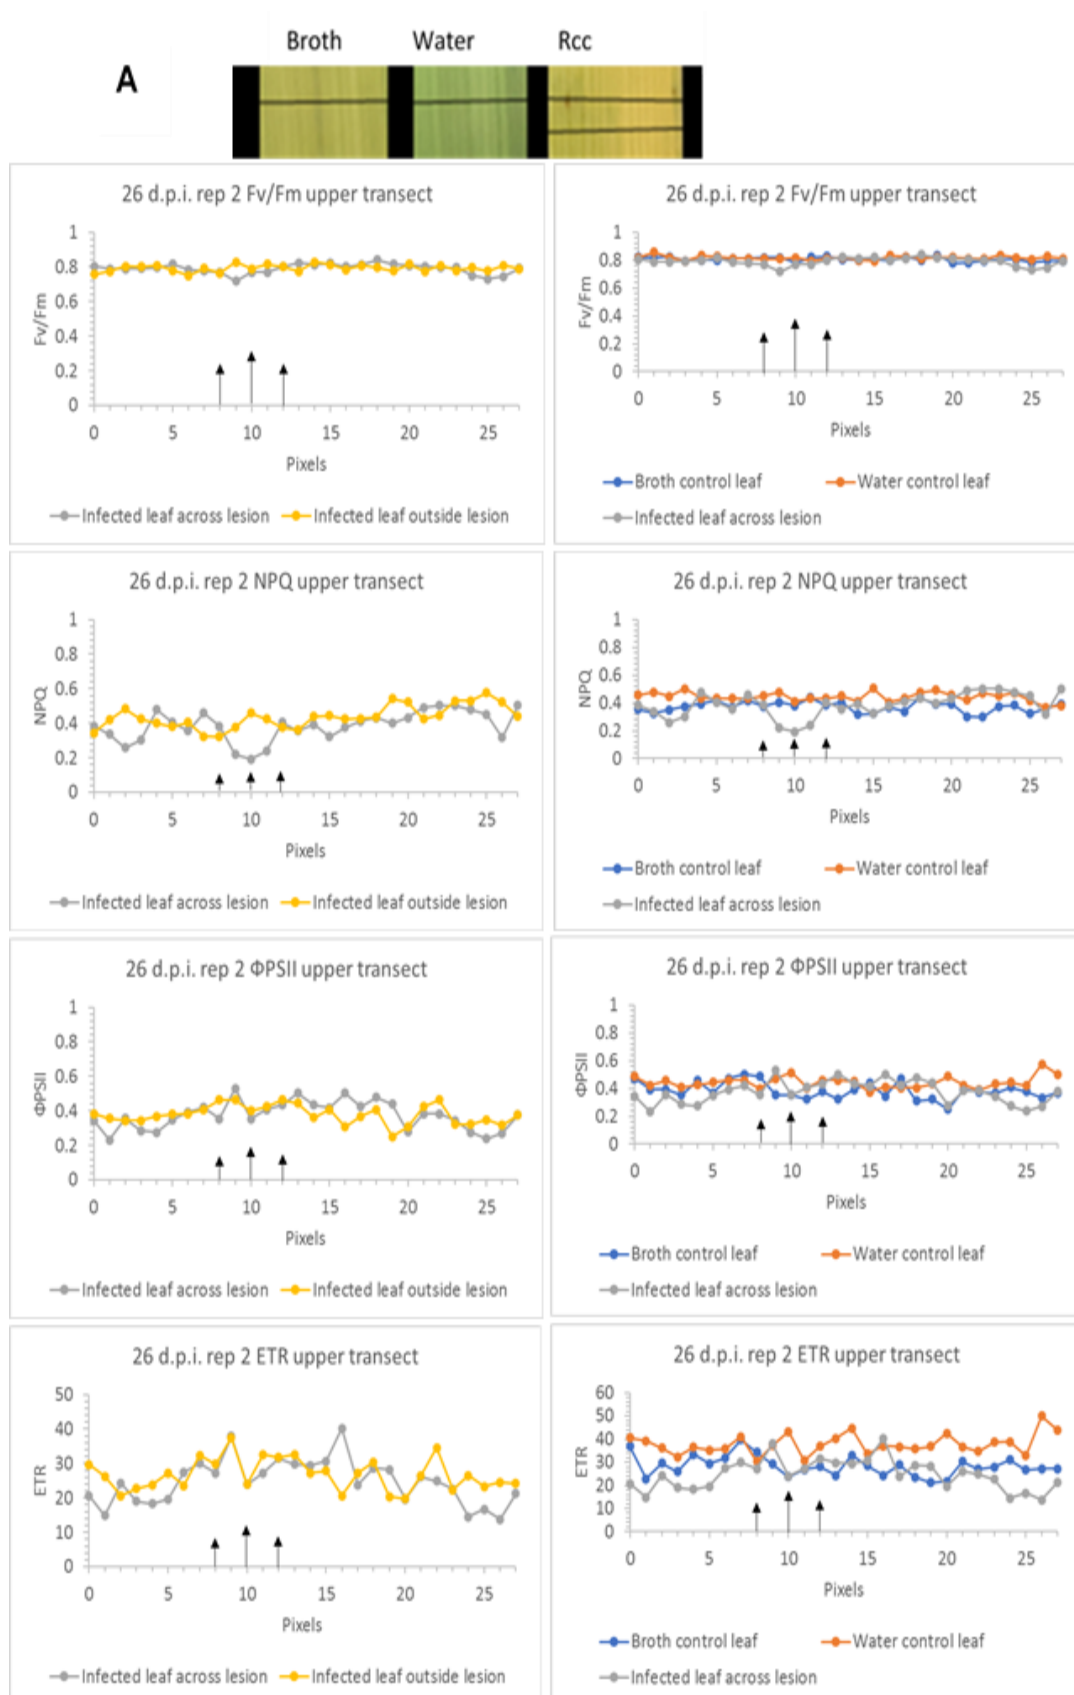 Broth Water Rcc
A
26 d.p.i. rep 2 Fv/Fm upper transect
1
0.8
0.6
0.4
0.2
0
Fv/Fm
0 5 10 15 20 25
Pixels
Infected leaf across lesion Infected leaf outside lesion
26 d.p.i. rep 2 Fv/Fm upper transect
1
0.8
0.6
0.4
0.2
0
Fv/Fm
0 5 10 15 20 25
Pixels
Broth control leaf Water control leaf
Infected leaf across lesion
26 d.p.i. rep 2 NPQ upper transect
1
0.8
0.6
0.4
0.2
0
NPQ
0 5 10 15 20 25
Pixels
Infected leaf across lesion Infected leaf outside lesion
26 d.p.i. rep 2 NPQ upper transect
1
0.8
0.6
0.4
0.2
0
NPQ
0 5 10 15 20 25
Pixels
Broth control leaf Water control leaf
Infected leaf across lesion
26 d.p.i. rep 2 ΦPSII upper transect
1
0.8
0.6
0.4
0.2
0
ΦPSII
0 5 10 15 20 25
Pixels
Infected leaf across lesion Infected leaf outside lesion
26 d.p.i. rep 2 ΦPSII upper transect
1
0.8
0.6
0.4
0.2
0
ΦPSII
0 5 10 15 20 25
Pixels
Broth control leaf Water control leaf
Infected leaf across lesion
26 d.p.i. rep 2 ETR upper transect
50
40
30
20
10
0
ETR
0 5 10 15 20 25
Pixels
Infected leaf across lesion Infected leaf outside lesion
26 d.p.i. rep 2 ETR upper transect
60
50
40
30
20
10
0
ETR
0 5 10 15 20 25
Pixels
Broth control leaf Water control leaf
Infected leaf across lesion